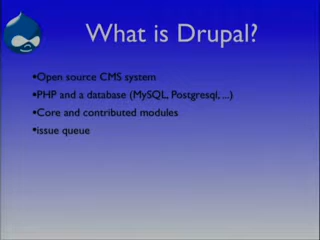 What is Drupal?
•Open source CMS system
•PHP and a database (MySQL, Postgresql, ...)
•Core and contributed modules
•issue queue